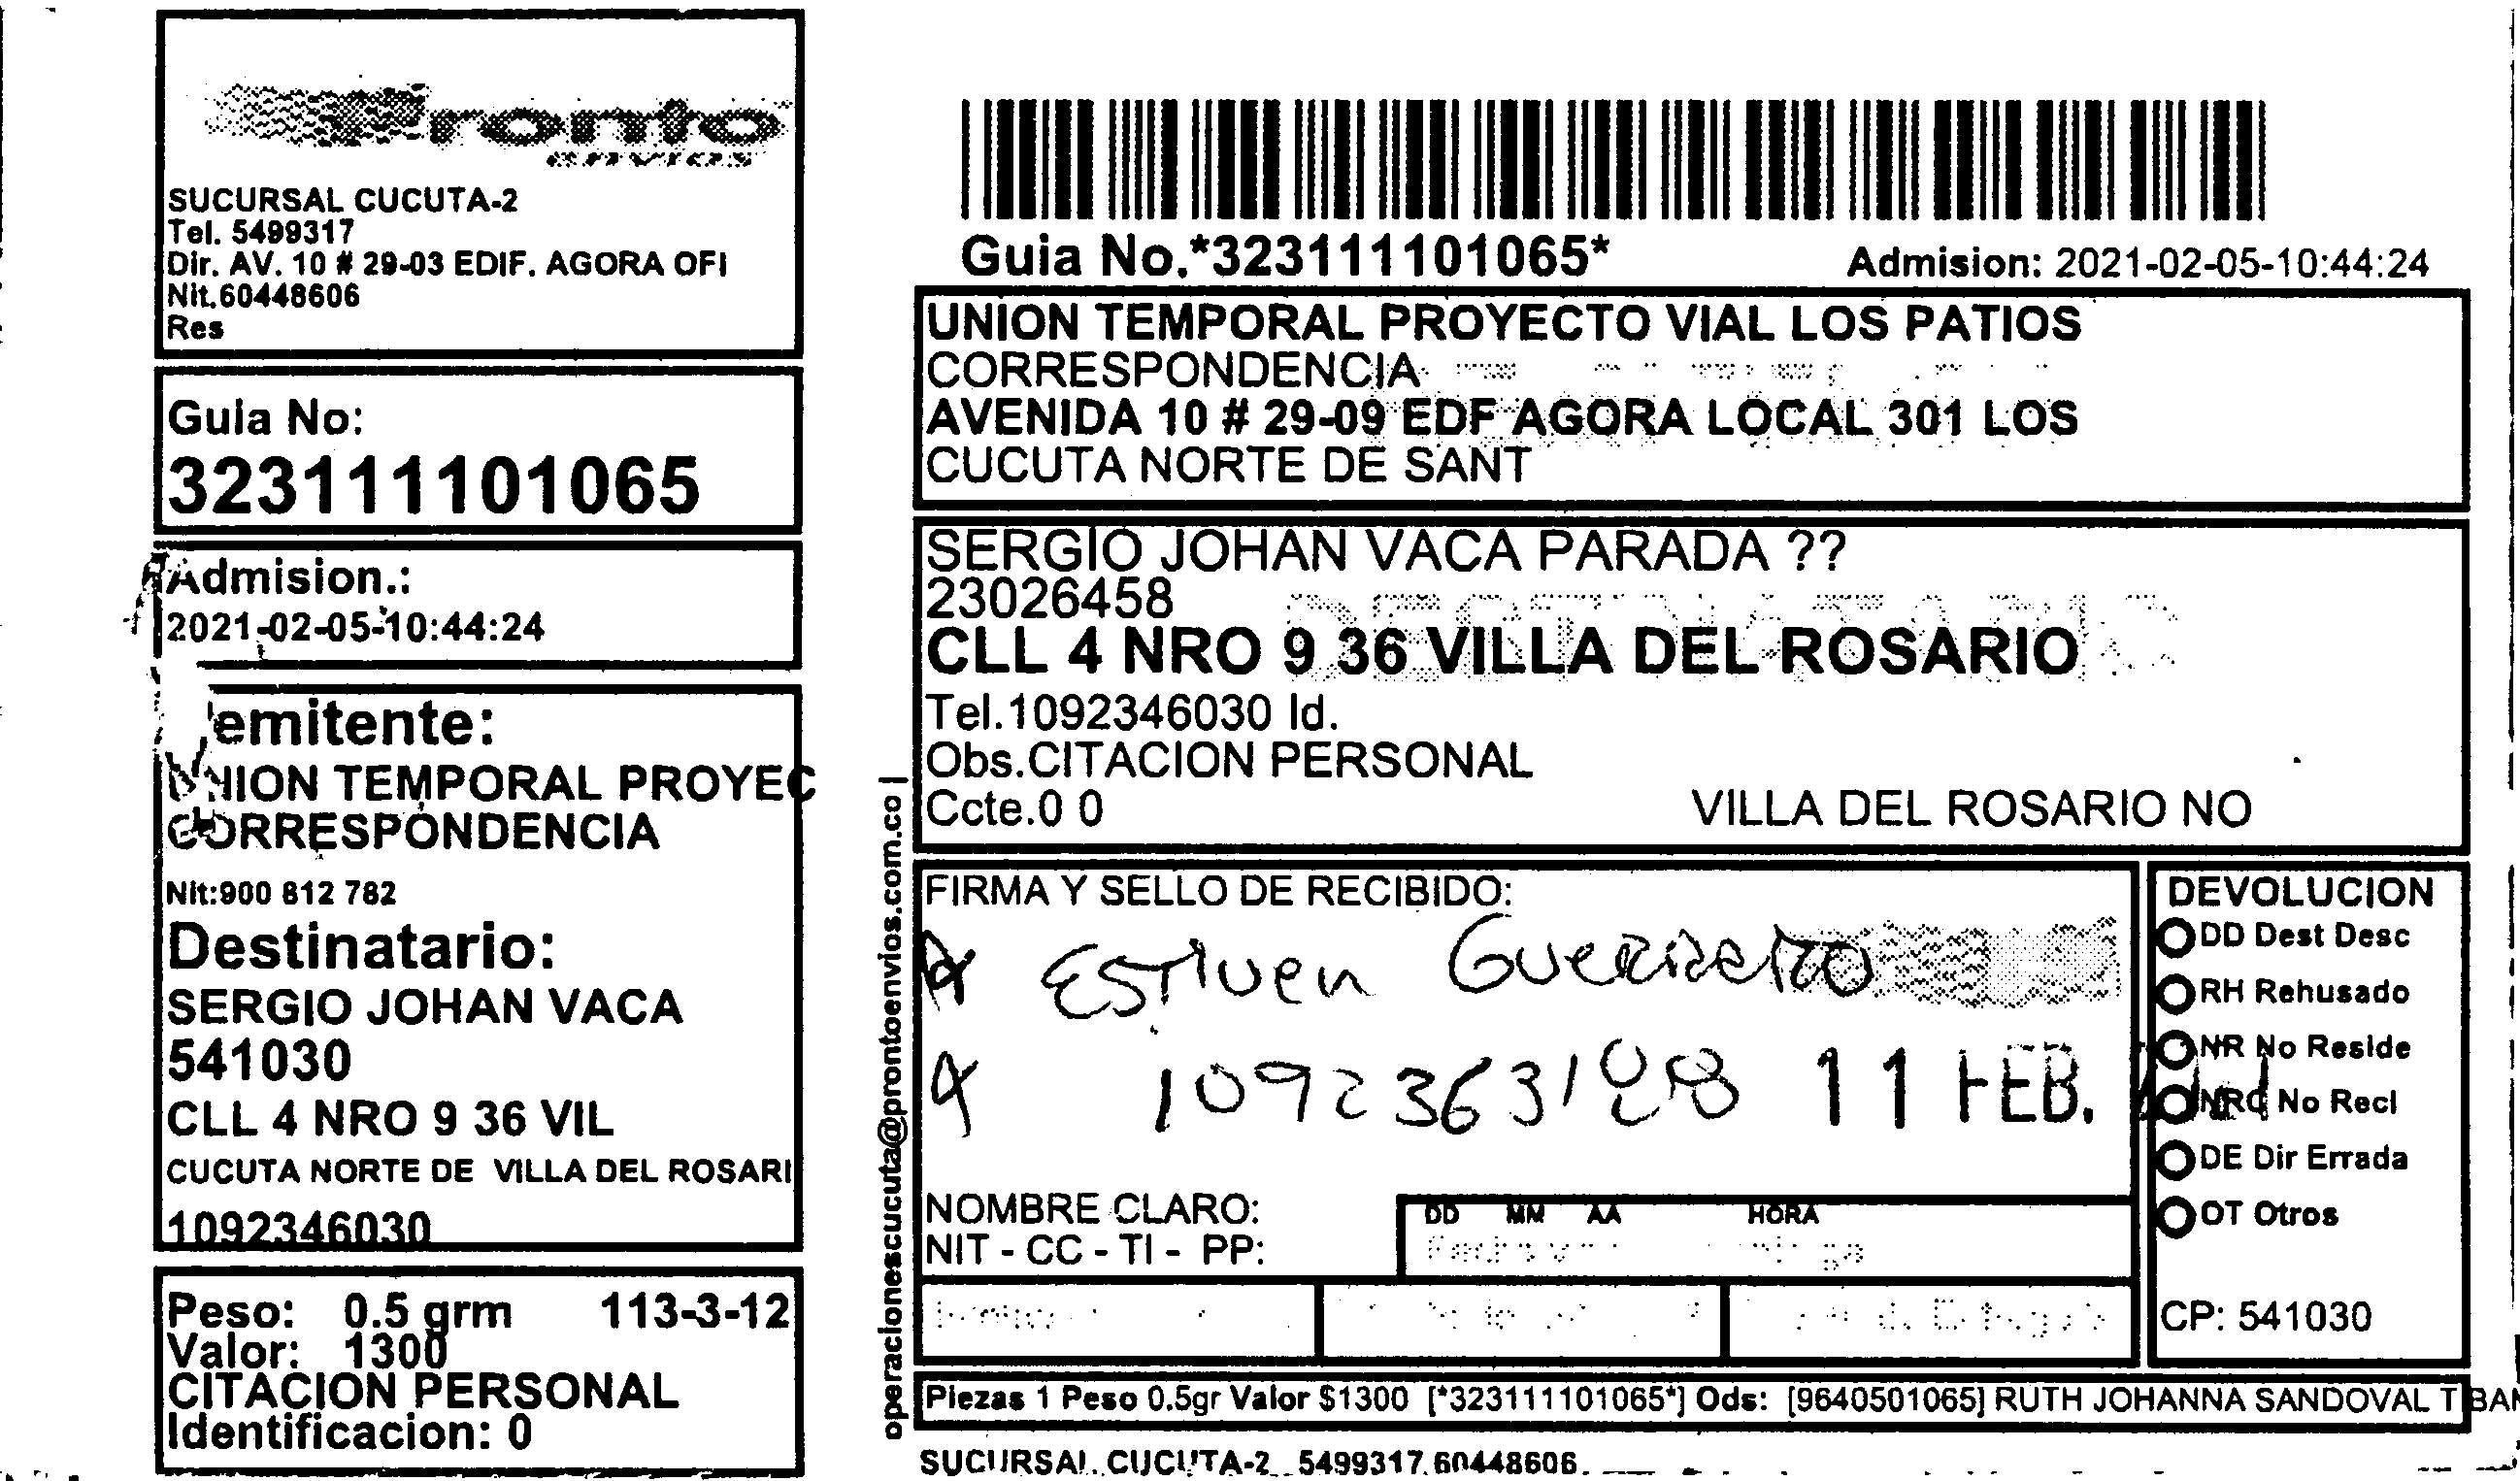 Pronto
envios
SUCURSAL CUCUTA-2
Tel. 5499317
Dir. AV. 10 # 29-03 EDIF. AGORA OFI
Nit.60448606
Res
Guia No:
323111101065
Admision.:
2021-02-05-10:44:24
emitente:
UNION TEMPORAL PROYEC
CORRESPONDENCIA
Nit:900 812 782
Destinatario:
SERGIO JOHAN VACA
541030
CLL 4 NRO 9 36 VIL
CUCUTA NORTE DE VILLA DEL ROSARI
1092346030
Peso: 0.5 grm 113-3-12
Valor: 1300
CITACION PERSONAL
Identificacion: 0
operacionescucuta@prontoenvios.com.co |
Guia No.*323111101065*
Admision: 2021-02-05-10:44:24
UNION TEMPORAL PROYECTO VIAL LOS PATIOS
CORRESPONDENCIA
AVENIDA 10 # 29-09 EDF AGORA LOCAL 301 LOS
CUCUTA NORTE DE SANT
SERGIO JOHAN VACA PARADA ??
23026458
DESTINATARIO
CLL 4 NRO 9 36 VILLA DEL ROSARIO
Tel.1092346030 Id.
Obs.CITACION PERSONAL
Ccte.0 0 VILLA DEL ROSARIO NO
FIRMA Y SELLO DE RECIBIDO:
Estiven
11 FEB.
NOMBRE CLARO:
NIT - CC - TI - PP:
DD MM AA HORA
DEVOLUCION
DD Dest Desc
RH Rehusado
NR No Reside
NRC No Recl
DE Dir Errada
OT Otros
CP: 541030
Piezas 1 Peso 0.5gr Valor $1300 [*323111101065*] Ods: [9640501065] RUTH JOHANNA SANDOVAL T BAN
SUCURSAL CUCUTA-2 5499317 60448606